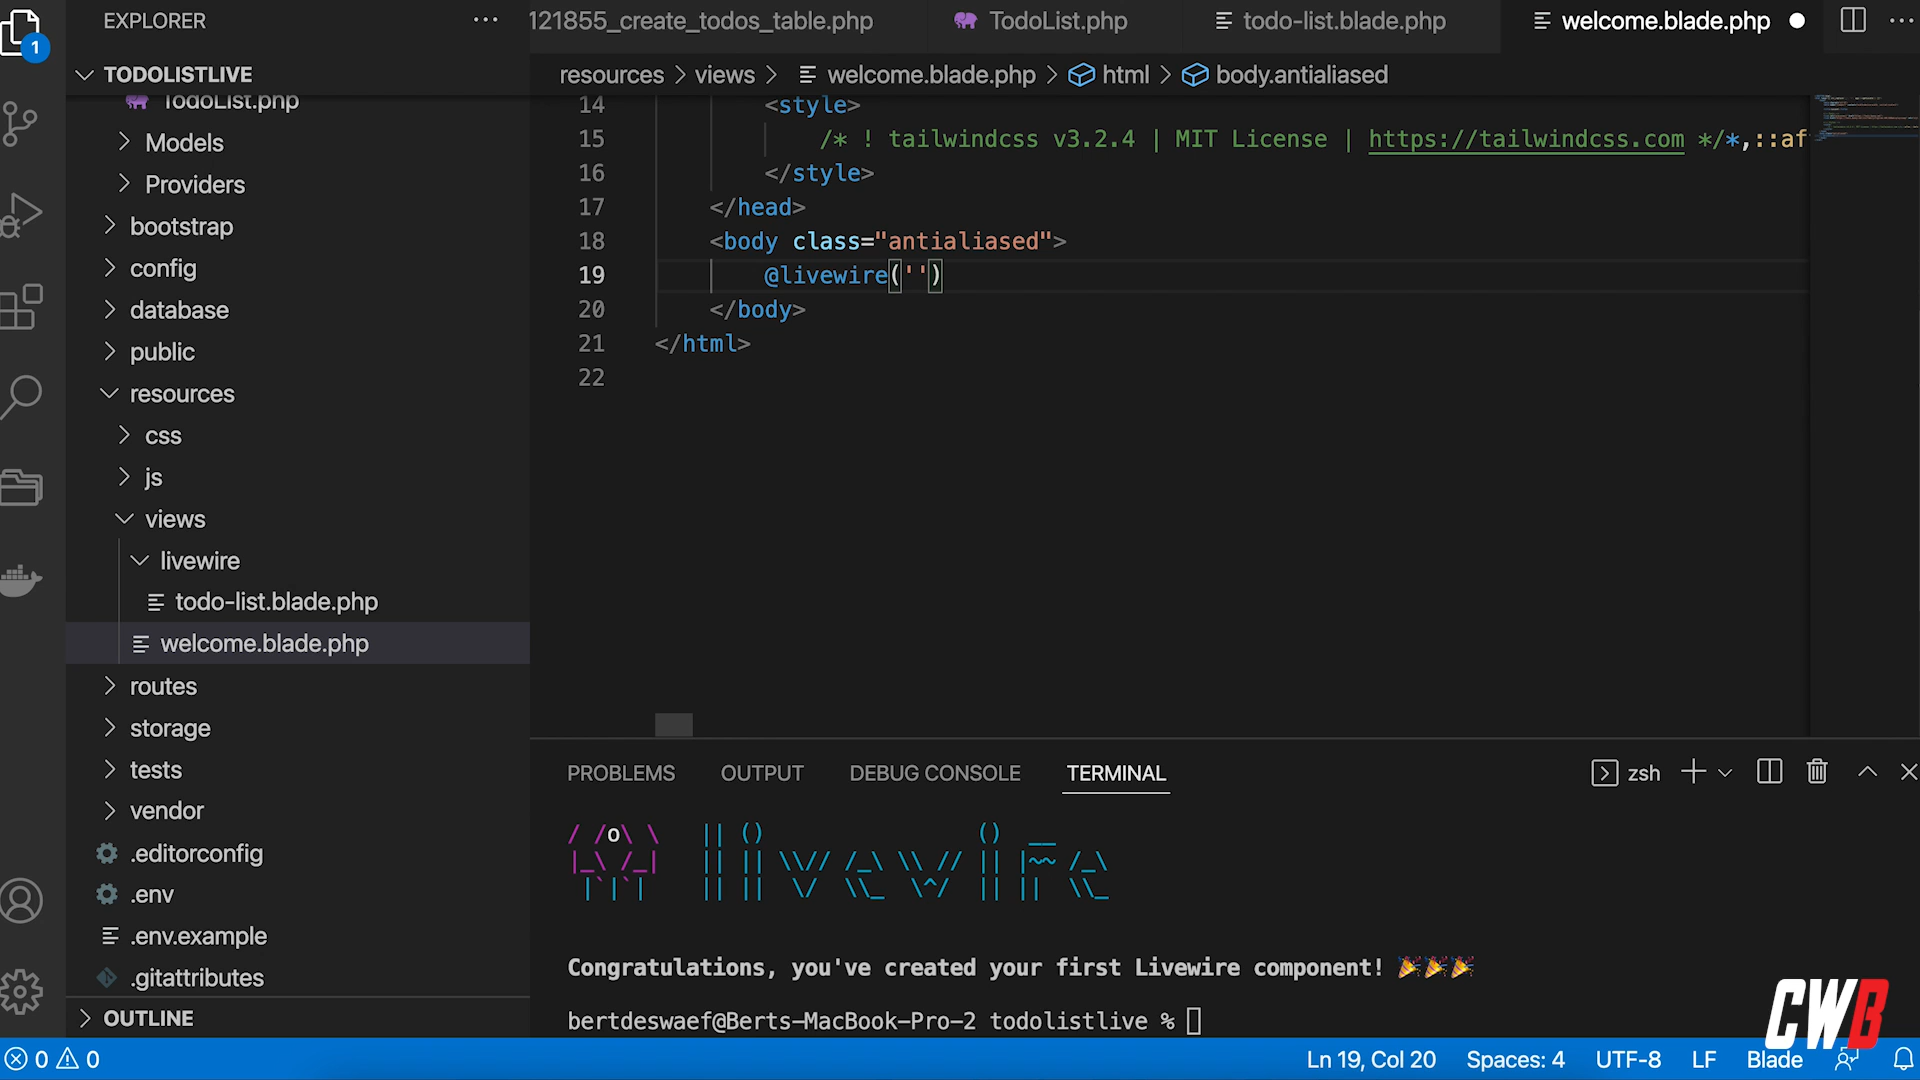 1
EXPLORER
TODOLISTLIVE
TodoList.php
Models
Providers
bootstrap
config
database
public
resources
css
js
views
livewire
todo-list.blade.php
welcome.blade.php
routes
storage
tests
vendor
.editorconfig
.env
.env.example
.gitattributes
OUTLINE
121855_create_todos_table.php
TodoList.php
todo-list.blade.php
welcome.blade.php
resources > views > welcome.blade.php > html > body.antialiased
14 <style>
15 /* ! tailwindcss v3.2.4 | MIT License | https://tailwindcss.com */*,::af
16 </style>
17 </head>
18 <body class="antialiased">
19 @livewire('')
20 </body>
21 </html>
22
PROBLEMS OUTPUT DEBUG CONSOLE TERMINAL
zsh
livewire
Congratulations, you've created your first Livewire component! 🎉🎉🎉
bertdeswaef@Berts-MacBook-Pro-2 todolistlive %
CWB
0 0
Ln 19, Col 20 Spaces: 4 UTF-8 LF Blade